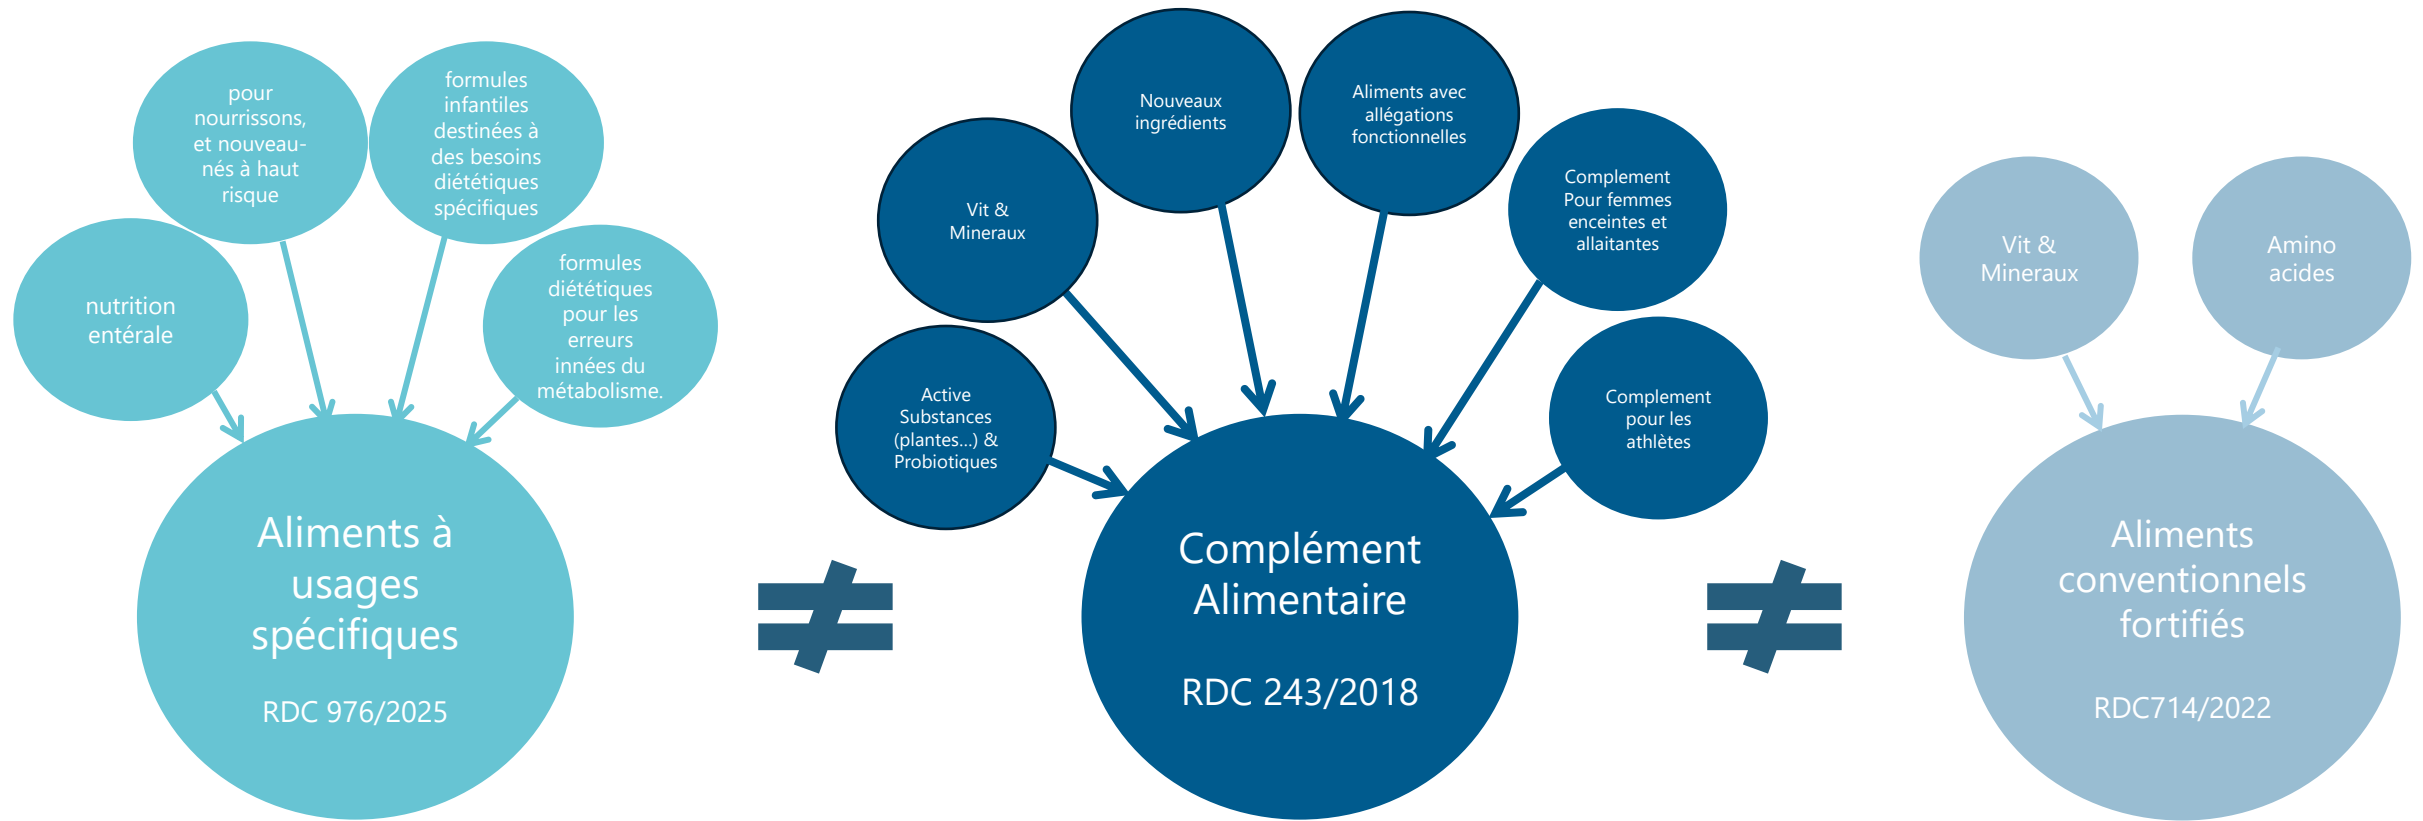 nutrition
entérale
pour
nourrissons,
et nouveau-
nés à haut
risque
formules
infantiles
destinées à
des besoins
diététiques
spécifiques
formules
diététiques
pour les
erreurs
innées du
métabolisme.
Aliments à
usages
spécifiques
RDC 976/2025
Active
Substances
(plantes...) &
Probiotiques
Vit &
Mineraux
Nouveaux
ingrédients
Aliments avec
allégations
fonctionnelles
Complement
Pour femmes
enceintes et
allaitantes
Complement
pour les
athlètes
Complément
Alimentaire
RDC 243/2018
Vit &
Mineraux
Amino
acides
Aliments
conventionnels
fortifiés
RDC714/2022